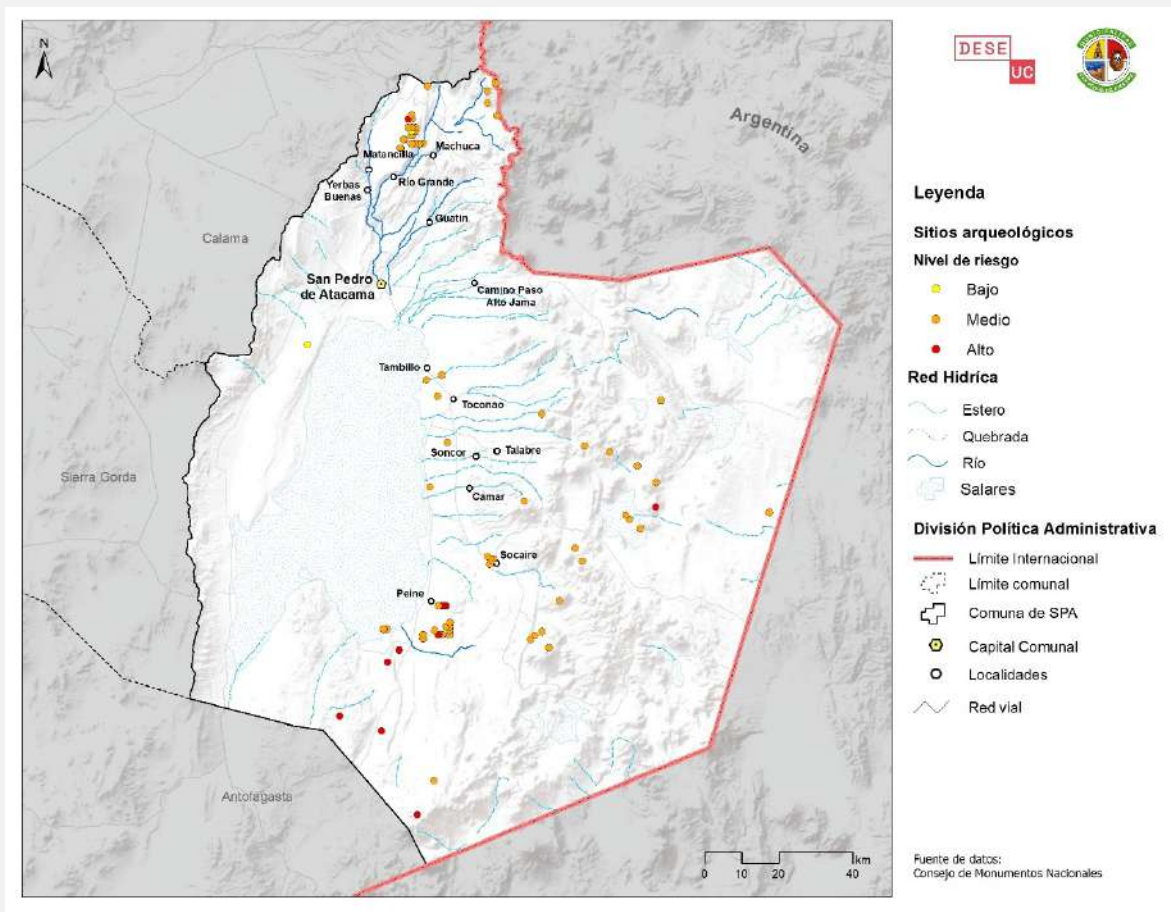 N
DESE
UC
Argentina
Machuca
Matancilla
Río Grande
Yerbas
Buenas
Guatin
Calama
San Pedro
de Atacama
Camino Paso
Alto Jama
Tambillo
Toconao
Soncor
Talabre
Sierra Gorda
Camar
Socaire
Peine
Antofagasta
0 10 20 40
km
Leyenda
Sitios arqueológicos
Nivel de riesgo
Bajo
Medio
Alto
Red Hidríca
Estero
Quebrada
Río
Salares
División Política Administrativa
Límite Internacional
Límite comunal
Comuna de SPA
Capital Comunal
Localidades
Red vial
Fuente de datos:
Consejo de Monumentos Nacionales